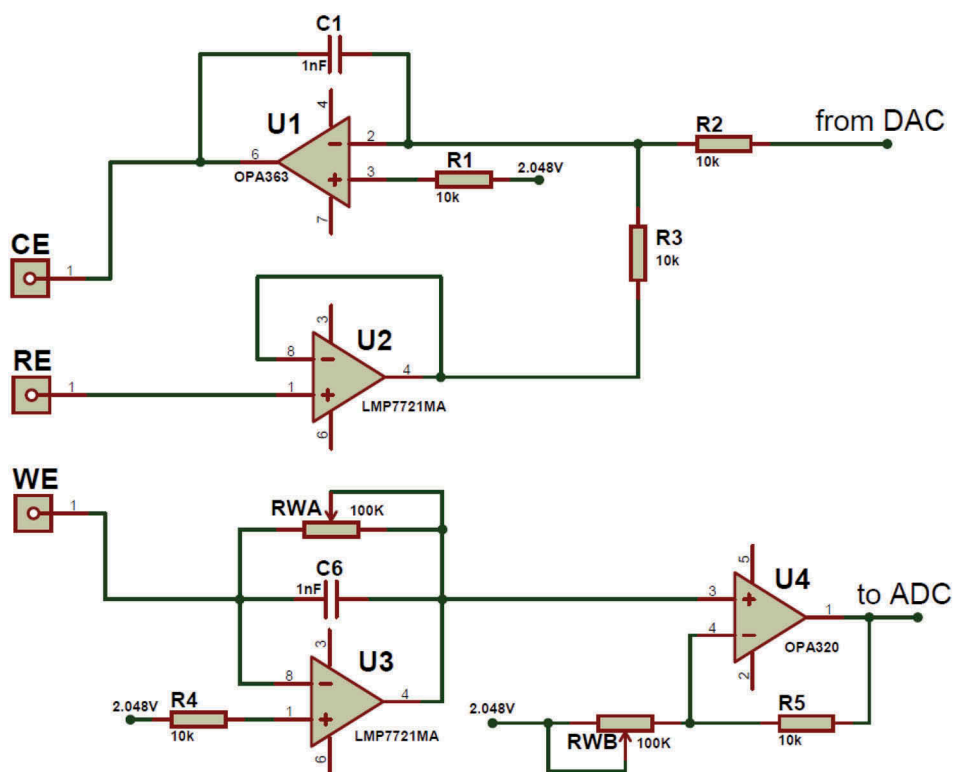 C1
1nF
4
U1
2
6
3
OPA363
7
R1
10k
2.048V
R2
10k
from DAC
R3
10k
CE
1
RE
1
3
U2
8
4
1
LMP7721MA
6
WE
1
RWA
100K
C6
1nF
3
U3
8
4
1
LMP7721MA
6
2.048V
R4
10k
5
U4
3
1
4
OPA320
2
to ADC
2.048V
RWB
100K
R5
10k